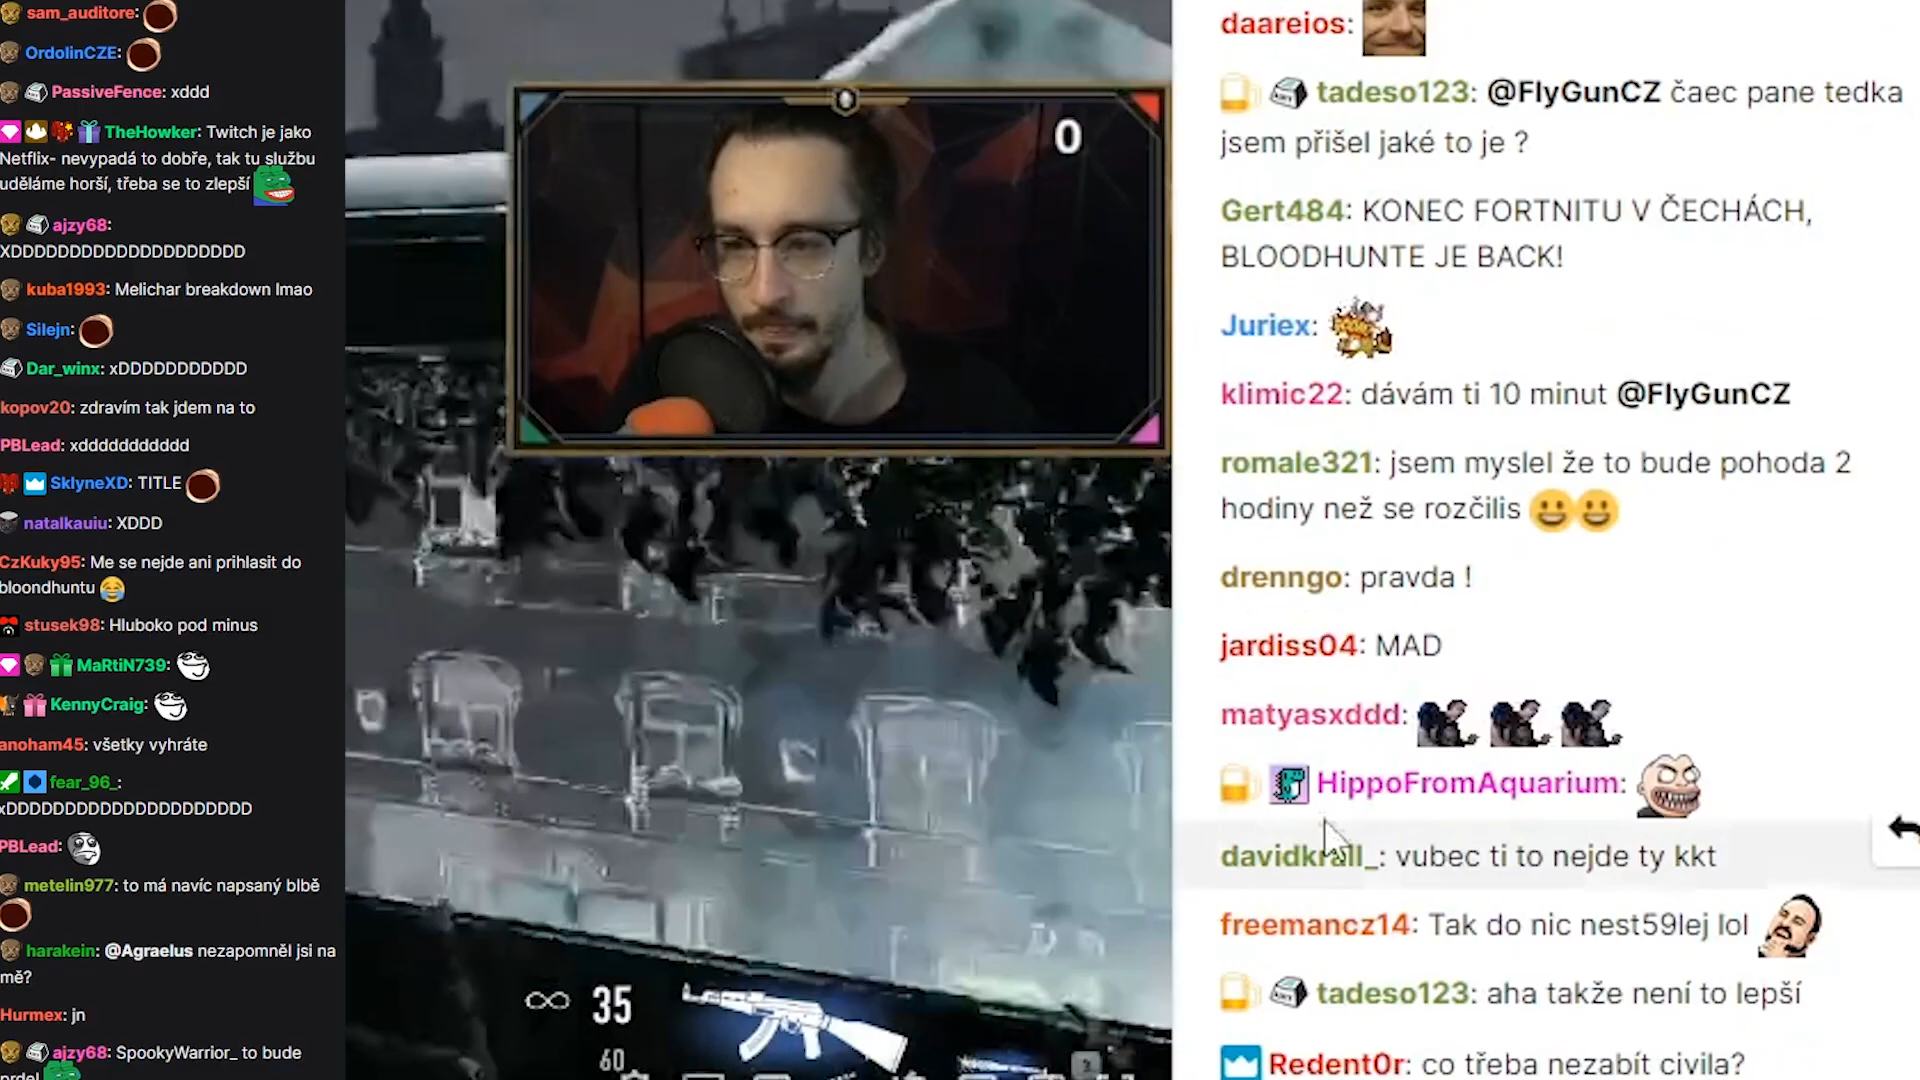 sam_auditore:
OrdolinCZE:
PassiveFence: xddd
TheHowker: Twitch je jako
Netflix- nevypadá to dobře, tak tu službu
uděláme horší, třeba se to zlepší
ajzy68:
XDDDDDDDDDDDDDDDDDDDD
kuba1993: Melichar breakdown lmao
Silejn:
Dar_winx: xDDDDDDDDDDD
kopov20: zdravím tak jdem na to
PBLead: xddddddddddd
SklyneXD: TITLE
natalkauiu: XDDD
CzKuky95: Me se nejde ani prihlasit do
bloondhuntu
stusek98: Hluboko pod minus
MaRtiN739:
KennyCraig:
anoham45: všetky vyhráte
fear_96_:
xDDDDDDDDDDDDDDDDDDDDD
PBLead:
metelin977: to má navíc napsaný blbě
harakein: @Agraelus nezapomněl jsi na
mě?
Hurmex: jn
ajzy68: SpookyWarrior_ to bude
prdel
0
35
60
daareios:
tadeso123: @FlyGunCZ čaec pane tedka
jsem přišel jaké to je ?
Gert484: KONEC FORTNITU V ČECHÁCH,
BLOODHUNTE JE BACK!
Juriex:
klimic22: dávám ti 10 minut @FlyGunCZ
romale321: jsem myslel že to bude pohoda 2
hodiny než se rozčilis
drenngo: pravda !
jardiss04: MAD
matyasxddd:
HippoFromAquarium:
davidkrall_: vubec ti to nejde ty kkt
freemancz14: Tak do nic nest59lej lol
tadeso123: aha takže není to lepší
Redent0r: co třeba nezabít civila?